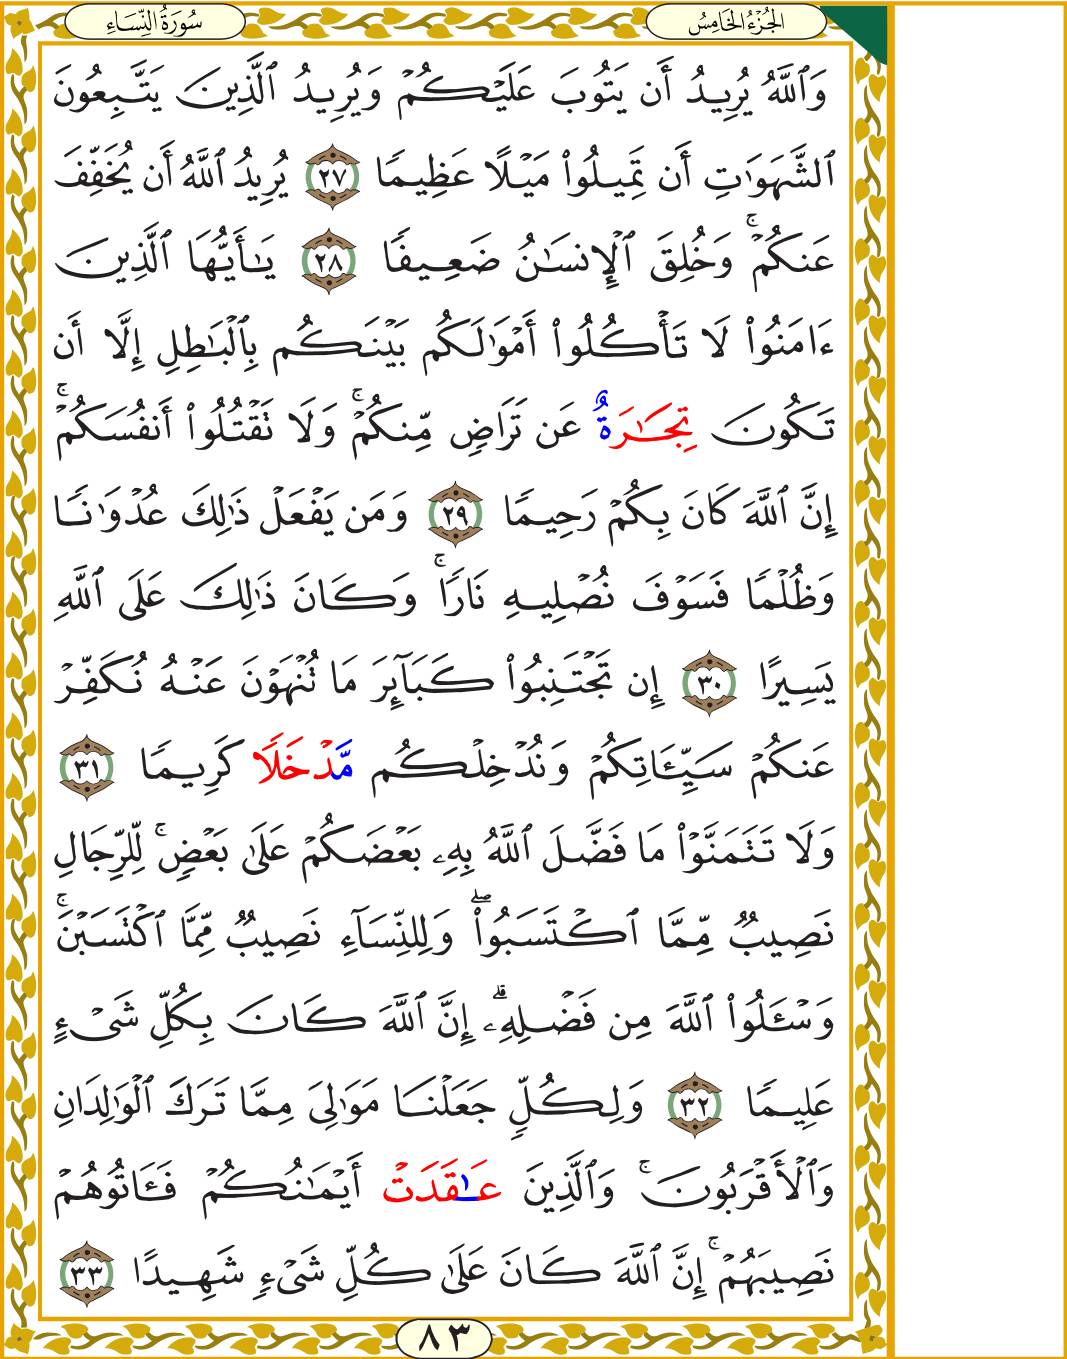 سُورَةُ النِّسَاءِ
الجُزْءُ الخَامِسُ
وَٱللَّهُ يُرِيدُ أَن يَتُوبَ عَلَيۡكُمۡ وَيُرِيدُ ٱلَّذِينَ يَتَّبِعُونَ
ٱلشَّهَوَٰتِ أَن تَمِيلُواْ مَيۡلًا عَظِيمٗا ٢٧ يُرِيدُ ٱللَّهُ أَن يُخَفِّفَ
عَنكُمۡۚ وَخُلِقَ ٱلۡإِنسَٰنُ ضَعِيفٗا ٢٨ يَٰٓأَيُّهَا ٱلَّذِينَ
ءَامَنُواْ لَا تَأۡكُلُوٓاْ أَمۡوَٰلَكُم بَيۡنَكُم بِٱلۡبَٰطِلِ إِلَّآ أَن
تَكُونَ تِجَٰرَةٌ عَن تَرَاضٖ مِّنكُمۡۚ وَلَا تَقۡتُلُوٓاْ أَنفُسَكُمۡۚ
إِنَّ ٱللَّهَ كَانَ بِكُمۡ رَحِيمٗا ٢٩ وَمَن يَفۡعَلۡ ذَٰلِكَ عُدۡوَٰنٗا
وَظُلۡمٗا فَسَوۡفَ نُصۡلِيهِ نَارٗاۚ وَكَانَ ذَٰلِكَ عَلَى ٱللَّهِ
يَسِيرًا ٣٠ إِن تَجۡتَنِبُواْ كَبَآئِرَ مَا تُنۡهَوۡنَ عَنۡهُ نُكَفِّرۡ
عَنكُمۡ سَيِّـَٔاتِكُمۡ وَنُدۡخِلۡكُم مَّدۡخَلٗا كَرِيمٗا ٣١
وَلَا تَتَمَنَّوۡاْ مَا فَضَّلَ ٱللَّهُ بِهِۦ بَعۡضَكُمۡ عَلَىٰ بَعۡضٖۚ لِّلرِّجَالِ
نَصِيبٞ مِّمَّا ٱكۡتَسَبُواْۖ وَلِلنِّسَآءِ نَصِيبٞ مِّمَّا ٱكۡتَسَبۡنَۚ
وَسۡـَٔلُواْ ٱللَّهَ مِن فَضۡلِهِۦٓۗ إِنَّ ٱللَّهَ كَانَ بِكُلِّ شَيۡءٍ
عَلِيمٗا ٣٢ وَلِكُلّٖ جَعَلۡنَا مَوَٰلِيَ مِمَّا تَرَكَ ٱلۡوَٰلِدَانِ
وَٱلۡأَقۡرَبُونَۚ وَٱلَّذِينَ عَٰقَدَتۡ أَيۡمَٰنُكُمۡ فَـَٔاتُوهُمۡ
نَصِيبَهُمۡۚ إِنَّ ٱللَّهَ كَانَ عَلَىٰ كُلِّ شَيۡءٖ شَهِيدًا ٣٣
٨٣